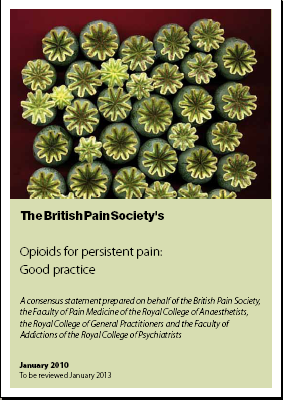 The British Pain Society's
Opioids for persistent pain:
Good practice
A consensus statement prepared on behalf of the British Pain Society,
the Faculty of Pain Medicine of the Royal College of Anaesthetists,
the Royal College of General Practitioners and the Faculty of
Addictions of the Royal College of Psychiatrists
January 2010
To be reviewed January 2013